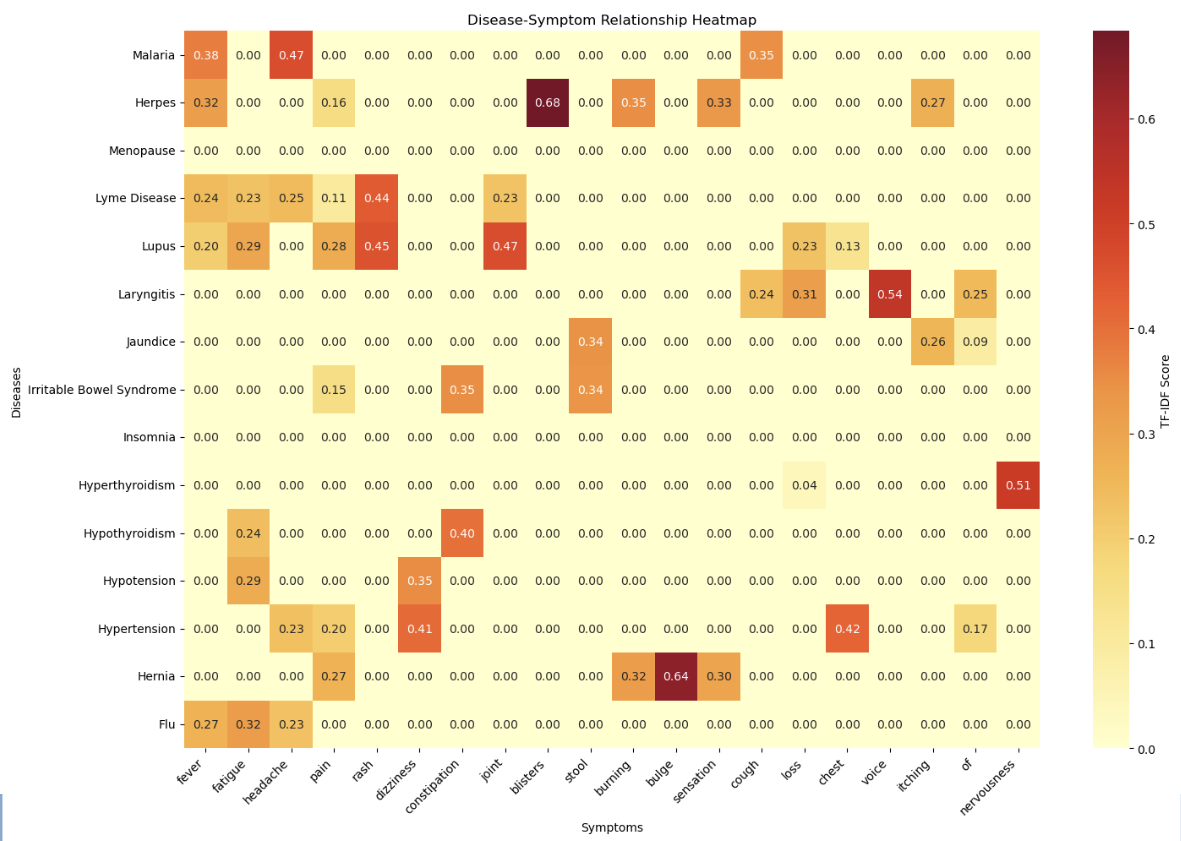 Disease-Symptom Relationship Heatmap
Malaria 0.38 0.00 0.47 0.00 0.00 0.00 0.00 0.00 0.00 0.00 0.00 0.00 0.00 0.35 0.00 0.00 0.00 0.00 0.00 0.00
Herpes 0.32 0.00 0.00 0.16 0.00 0.00 0.00 0.00 0.68 0.00 0.35 0.00 0.33 0.00 0.00 0.00 0.00 0.27 0.00 0.00
Menopause 0.00 0.00 0.00 0.00 0.00 0.00 0.00 0.00 0.00 0.00 0.00 0.00 0.00 0.00 0.00 0.00 0.00 0.00 0.00 0.00
Lyme Disease 0.24 0.23 0.25 0.11 0.44 0.00 0.00 0.23 0.00 0.00 0.00 0.00 0.00 0.00 0.00 0.00 0.00 0.00 0.00 0.00
Lupus 0.20 0.29 0.00 0.28 0.45 0.00 0.00 0.47 0.00 0.00 0.00 0.00 0.00 0.00 0.23 0.13 0.00 0.00 0.00 0.00
Laryngitis 0.00 0.00 0.00 0.00 0.00 0.00 0.00 0.00 0.00 0.00 0.00 0.00 0.00 0.24 0.31 0.00 0.54 0.00 0.25 0.00
Jaundice 0.00 0.00 0.00 0.00 0.00 0.00 0.00 0.00 0.00 0.34 0.00 0.00 0.00 0.00 0.00 0.00 0.00 0.26 0.09 0.00
Irritable Bowel Syndrome 0.00 0.00 0.00 0.15 0.00 0.00 0.35 0.00 0.00 0.34 0.00 0.00 0.00 0.00 0.00 0.00 0.00 0.00 0.00 0.00
Insomnia 0.00 0.00 0.00 0.00 0.00 0.00 0.00 0.00 0.00 0.00 0.00 0.00 0.00 0.00 0.00 0.00 0.00 0.00 0.00 0.00
Hyperthyroidism 0.00 0.00 0.00 0.00 0.00 0.00 0.00 0.00 0.00 0.00 0.00 0.00 0.00 0.00 0.04 0.00 0.00 0.00 0.00 0.51
Hypothyroidism 0.00 0.24 0.00 0.00 0.00 0.00 0.40 0.00 0.00 0.00 0.00 0.00 0.00 0.00 0.00 0.00 0.00 0.00 0.00 0.00
Hypotension 0.00 0.29 0.00 0.00 0.00 0.35 0.00 0.00 0.00 0.00 0.00 0.00 0.00 0.00 0.00 0.00 0.00 0.00 0.00 0.00
Hypertension 0.00 0.00 0.23 0.20 0.00 0.41 0.00 0.00 0.00 0.00 0.00 0.00 0.00 0.00 0.00 0.42 0.00 0.00 0.17 0.00
Hernia 0.00 0.00 0.00 0.27 0.00 0.00 0.00 0.00 0.00 0.00 0.32 0.64 0.30 0.00 0.00 0.00 0.00 0.00 0.00 0.00
Flu 0.27 0.32 0.23 0.00 0.00 0.00 0.00 0.00 0.00 0.00 0.00 0.00 0.00 0.00 0.00 0.00 0.00 0.00 0.00 0.00
fever fatigue headache pain rash dizziness constipation joint blisters stool burning bulge sensation cough loss chest voice itching of nervousness
Symptoms
Diseases
0.6
0.5
0.4
0.3
0.2
0.1
0.0
TF-IDF Score